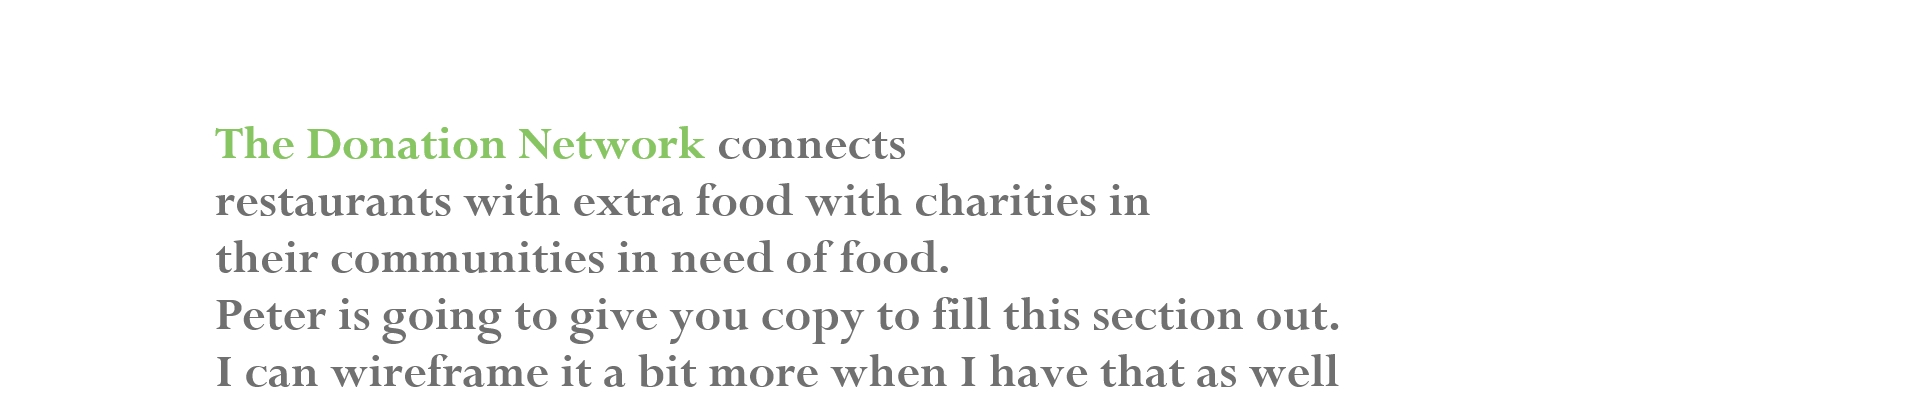 The Donation Network connects
restaurants with extra food with charities in
their communities in need of food.
Peter is going to give you copy to fill this section out.
I can wireframe it a bit more when I have that as well